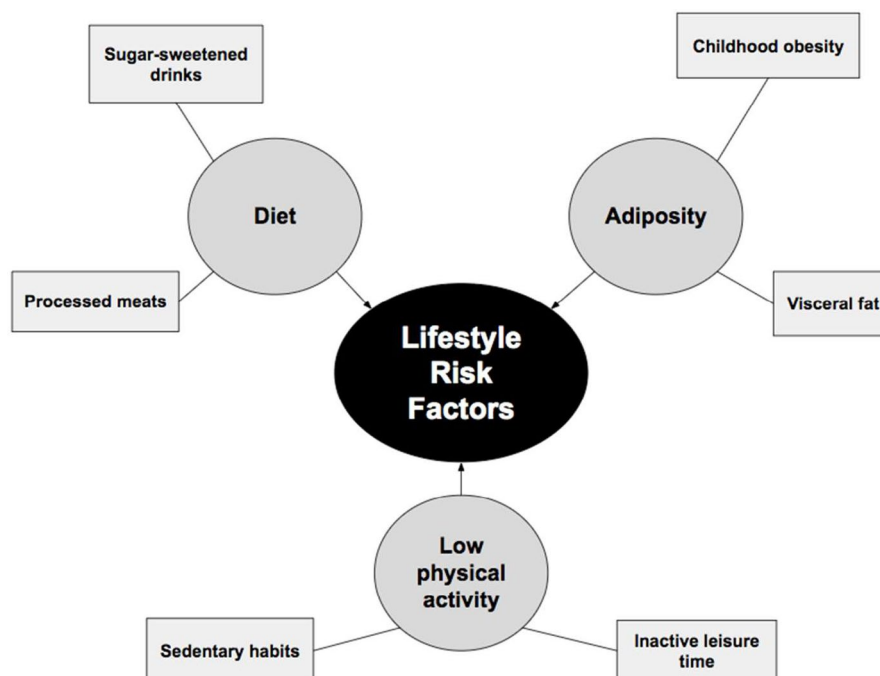 Sugar-sweetened
drinks
Childhood obesity
Diet
Adiposity
Processed meats
Visceral fat
Lifestyle
Risk
Factors
Low
physical
activity
Sedentary habits
Inactive leisure
time